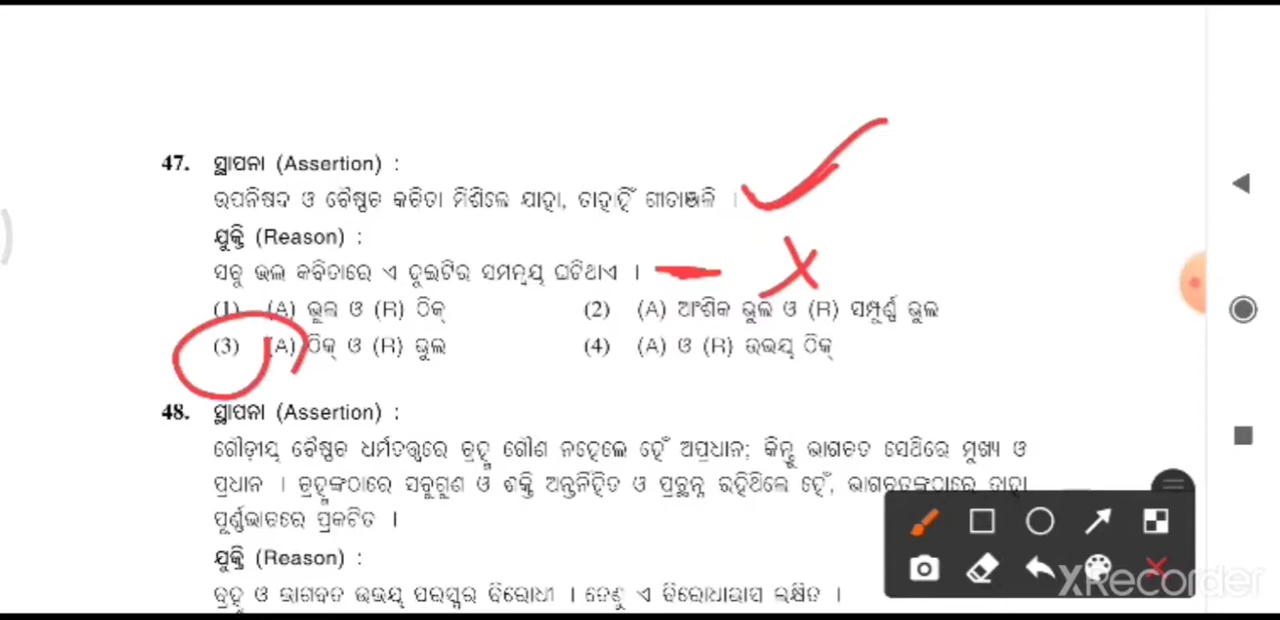 47. ସ୍ଥାପନା (Assertion) :
ଉପନିଷଦ ଓ ବୈଷ୍ଣବ କବିତା ମିଶିଲେ ଯାହା, ତାହାହିଁ ଗୀତାଞ୍ଜଳି ।
ଯୁକ୍ତି (Reason) :
ସବୁ ଭଲ କବିତାରେ ଏ ଦୁଇଟିର ସମନ୍ୱୟ ଘଟିଥାଏ ।
(1) (A) ଭୁଲ ଓ (R) ଠିକ୍ (2) (A) ଆଂଶିକ ଭୁଲ ଓ (R) ସମ୍ପୂର୍ଣ୍ଣ ଭୁଲ
(3) (A) ଠିକ୍ ଓ (R) ଭୁଲ (4) (A) ଓ (R) ଉଭୟ ଠିକ୍
48. ସ୍ଥାପନା (Assertion) :
ଗୌଡ଼ୀୟ ବୈଷ୍ଣବ ଧର୍ମତତ୍ତ୍ୱରେ ବ୍ରହ୍ମ ଗୌଣ ନହେଲେ ହେଁ ଅପ୍ରଧାନ; କିନ୍ତୁ ଭାଗବତ ସେଥିରେ ମୁଖ୍ୟ ଓ
ପ୍ରଧାନ । ବ୍ରହ୍ମଙ୍କଠାରେ ସବୁଗୁଣ ଓ ଶକ୍ତି ଅନ୍ତର୍ନିହିତ ଓ ପ୍ରଚ୍ଛନ୍ନ ରହିଥିଲେ ହେଁ, ଭାଗବତଙ୍କଠାରେ ତାହା
ପୂର୍ଣ୍ଣଭାବରେ ପ୍ରକଟିତ ।
ଯୁକ୍ତି (Reason) :
ବ୍ରହ୍ମ ଓ ଭାଗବତ ଉଭୟ ପରସ୍ପର ବିରୋଧୀ । ତେଣୁ ଏ ବିରୋଧାଭାସ ଲକ୍ଷିତ ।
XRecorder